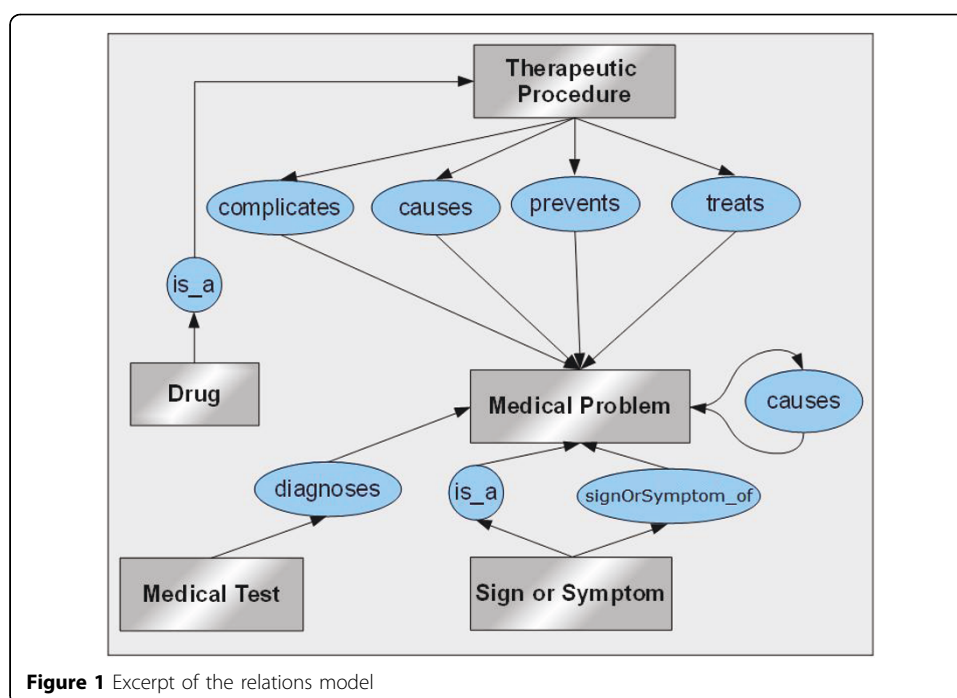 Therapeutic
Procedure
complicates
causes
prevents
treats
is_a
Drug
Medical Problem
causes
diagnoses
is_a
signOrSymptom_of
Medical Test
Sign or Symptom
Figure 1 Excerpt of the relations model